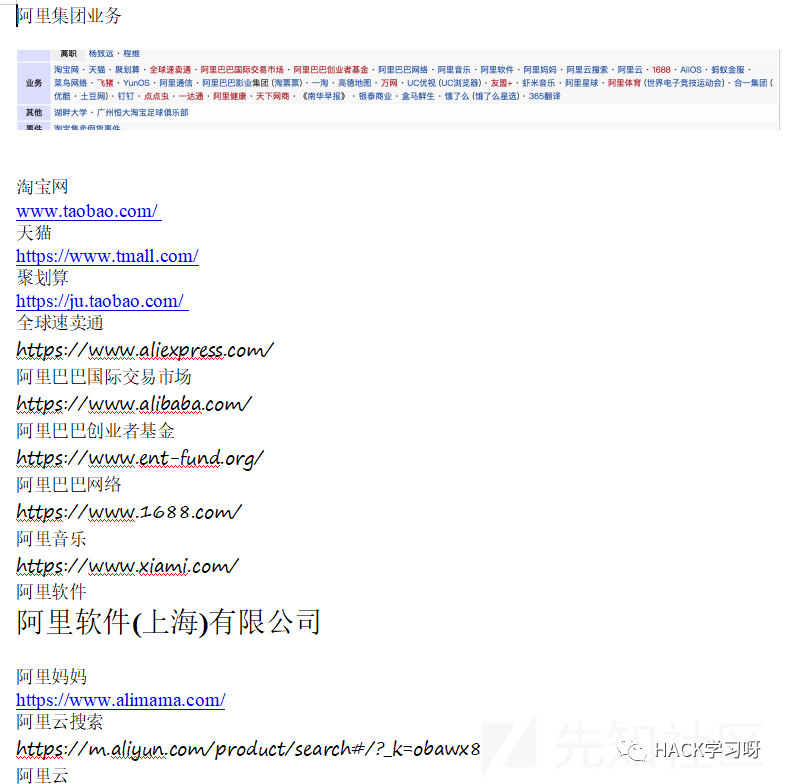 阿里集团业务
离职 杨致远 · 程维
业务
淘宝网 · 天猫 · 聚划算 · 全球速卖通 · 阿里巴巴国际交易市场 · 阿里巴巴创业者基金 · 阿里巴巴网络 · 阿里音乐 · 阿里软件 · 阿里妈妈 · 阿里云搜索 · 阿里云 · 1688 · AliOS · 蚂蚁金服 ·
菜鸟网络 · 飞猪 · YunOS · 阿里通信 · 阿里巴巴影业集团 (淘票票) · 一淘 · 高德地图 · 万网 · UC优视 (UC浏览器) · 友盟+ · 虾米音乐 · 阿里星球 · 阿里体育 (世界电子竞技运动会) · 合一集团 (
优酷 · 土豆网) · 钉钉 · 点点虫 · 一达通 · 阿里健康 · 天下网商 · 《南华早报》 · 银泰商业 · 盒马鲜生 · 饿了么 (饿了么星选) · 365翻译
其他 湖畔大学 · 广州恒大淘宝足球俱乐部
事件 淘宝售卖假货事件
淘宝网
www.taobao.com/
天猫
https://www.tmall.com/
聚划算
https://ju.taobao.com/
全球速卖通
https://www.aliexpress.com/
阿里巴巴国际交易市场
https://www.alibaba.com/
阿里巴巴创业者基金
https://www.ent-fund.org/
阿里巴巴网络
https://www.1688.com/
阿里音乐
https://www.xiami.com/
阿里软件
阿里软件(上海)有限公司
阿里妈妈
https://www.alimama.com/
阿里云搜索
https://m.aliyun.com/product/search#/?_k=obawx8
阿里云
先知社区
HACK学习呀